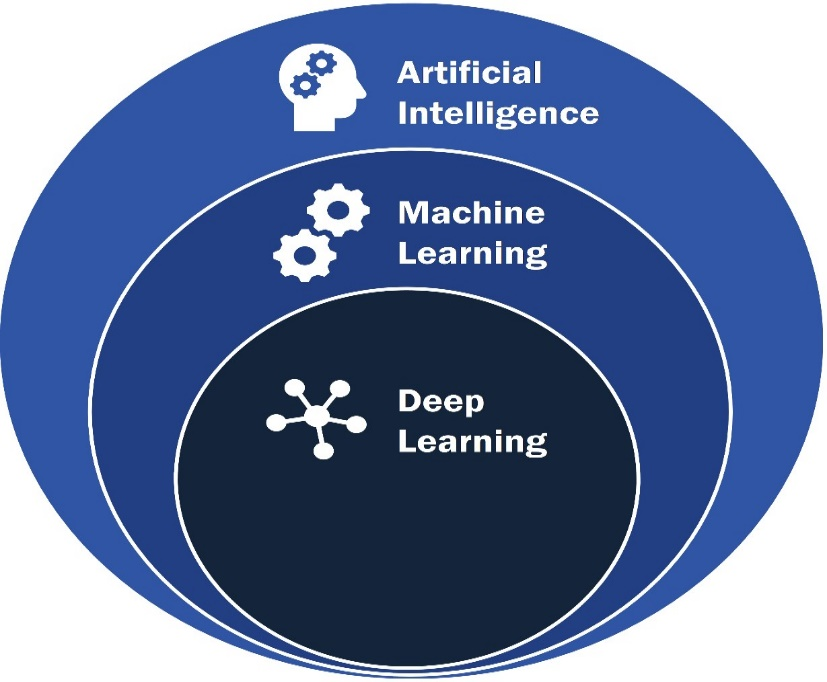 Artificial
Intelligence
Machine
Learning
Deep
Learning